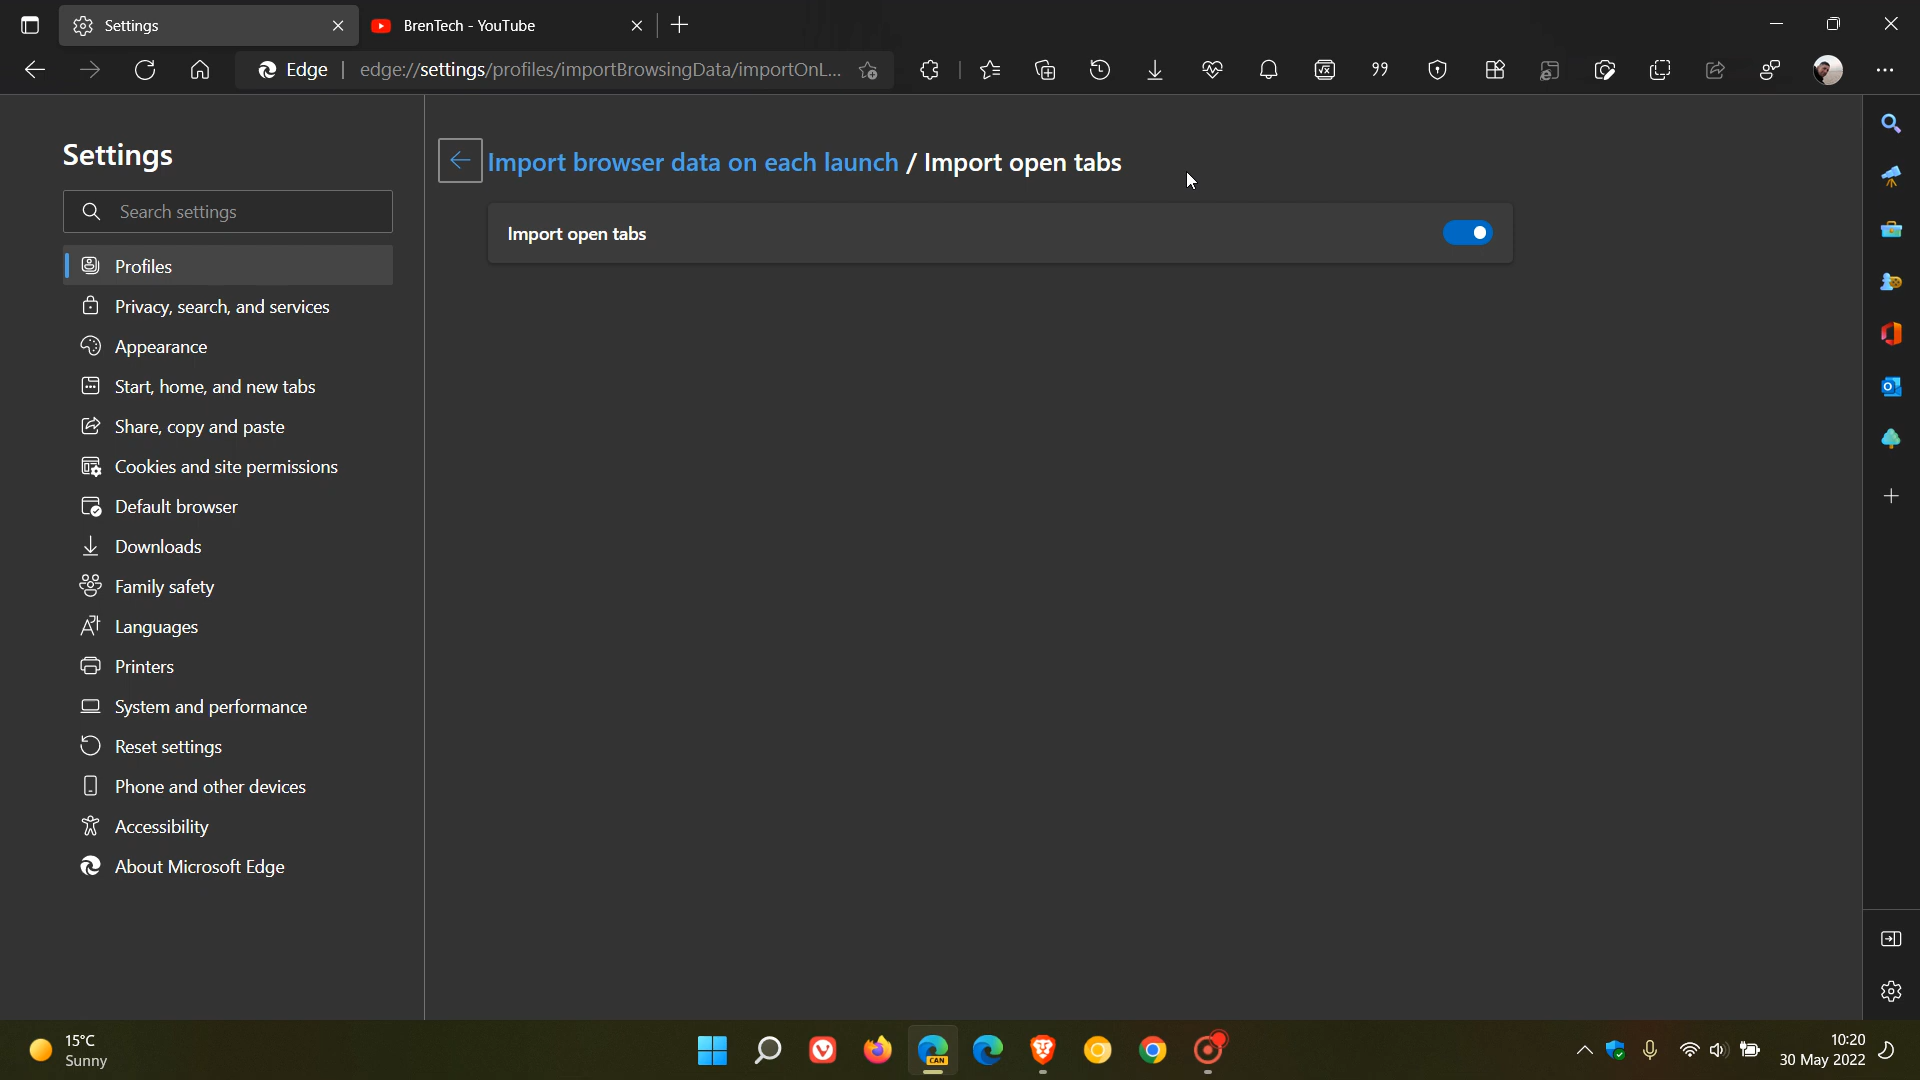 Settings
BrenTech - YouTube
Edge
edge://settings/profiles/importBrowsingData/importOnL...
Settings
Search settings
Profiles
Privacy, search, and services
Appearance
Start, home, and new tabs
Share, copy and paste
Cookies and site permissions
Default browser
Downloads
Family safety
Languages
Printers
System and performance
Reset settings
Phone and other devices
Accessibility
About Microsoft Edge
Import browser data on each launch / Import open tabs
Import open tabs
15°C
Sunny
CAN
10:20
30 May 2022